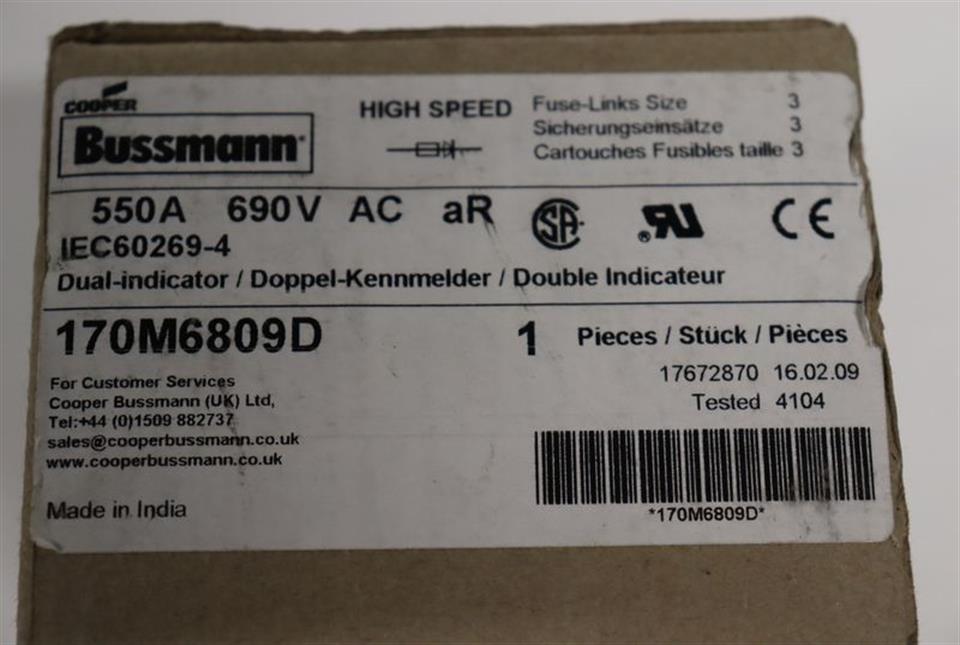 COOPER
Bussmann
HIGH SPEED
Fuse-Links Size 3
Sicherungseinsätze 3
Cartouches Fusibles taille 3
550A 690V AC aR SA RU CE
IEC60269-4
Dual-indicator / Doppel-Kennmelder / Double Indicateur
170M6809D 1 Pieces / Stück / Pièces
17672870 16.02.09
Tested 4104
For Customer Services
Cooper Bussmann (UK) Ltd,
Tel:+44 (0)1509 882737
sales@cooperbussmann.co.uk
www.cooperbussmann.co.uk
Made in India
*170M6809D*